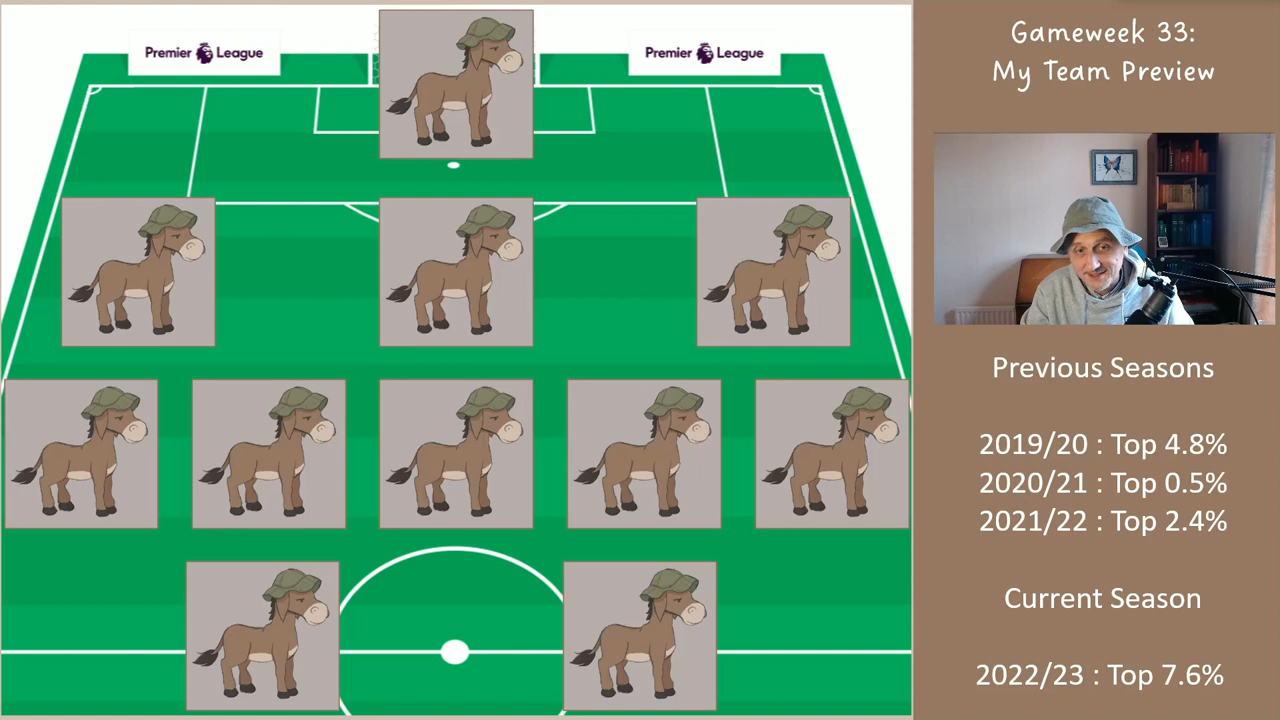 Premier League
Premier League
Gameweek 33:
My Team Preview
Previous Seasons
2019/20 : Top 4.8%
2020/21 : Top 0.5%
2021/22 : Top 2.4%
Current Season
2022/23 : Top 7.6%